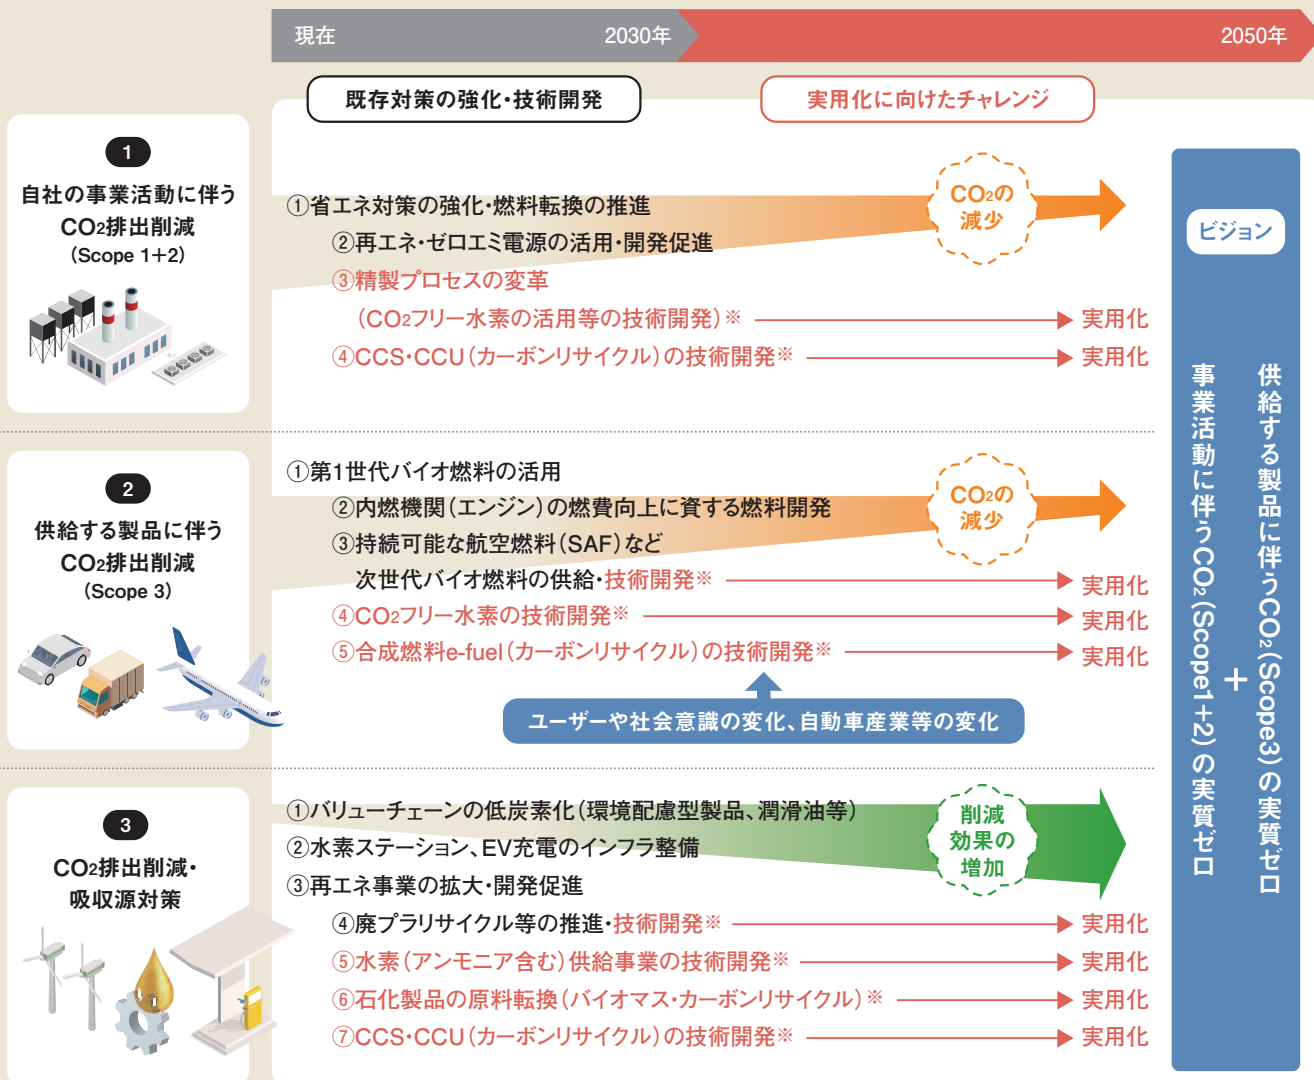 現在
2030年
2050年
既存対策の強化・技術開発
実用化に向けたチャレンジ
1
自社の事業活動に伴う
CO2排出削減
(Scope 1+2)
①省エネ対策の強化・燃料転換の推進
②再エネ・ゼロエミ電源の活用・開発促進
③精製プロセスの変革
(CO2フリー水素の活用等の技術開発)※
実用化
④CCS・CCU(カーボンリサイクル)の技術開発※
実用化
CO2の
減少
2
供給する製品に伴う
CO2排出削減
(Scope 3)
①第1世代バイオ燃料の活用
②内燃機関(エンジン)の燃費向上に資する燃料開発
③持続可能な航空燃料(SAF)など
次世代バイオ燃料の供給・技術開発※
実用化
④CO2フリー水素の技術開発※
実用化
⑤合成燃料e-fuel(カーボンリサイクル)の技術開発※
実用化
CO2の
減少
ユーザーや社会意識の変化、自動車産業等の変化
3
CO2排出削減・
吸収源対策
①バリューチェーンの低炭素化(環境配慮型製品、潤滑油等)
②水素ステーション、EV充電のインフラ整備
③再エネ事業の拡大・開発促進
④廃プラリサイクル等の推進・技術開発※
実用化
⑤水素(アンモニア含む)供給事業の技術開発※
実用化
⑥石化製品の原料転換(バイオマス・カーボンリサイクル)※
実用化
⑦CCS・CCU(カーボンリサイクル)の技術開発※
実用化
削減
効果の
増加
ビジョン
事業活動に伴うCO2(Scope1+2)の実質ゼロ
+
供給する製品に伴うCO2(Scope3)の実質ゼロ